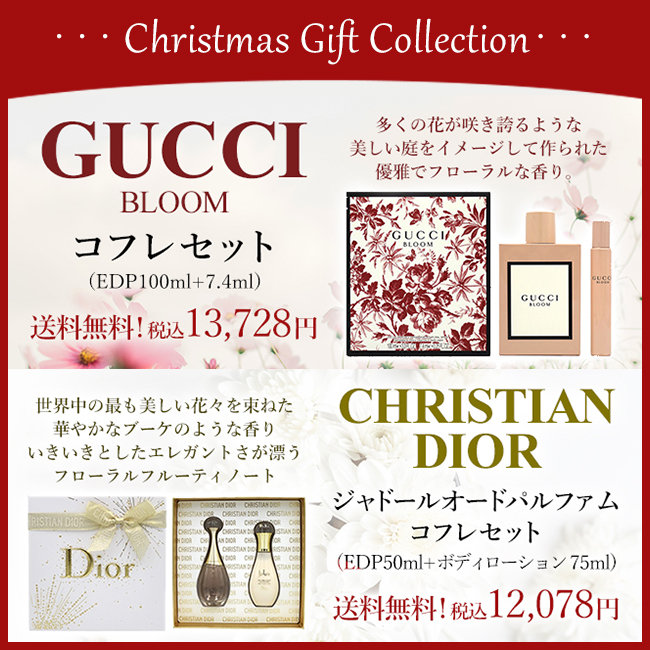 ··· Christmas Gift Collection ···
GUCCI
BLOOM
コフレセット
（EDP100ml+7.4ml）
送料無料！税込13,728円
多くの花が咲き誇るような
美しい庭をイメージして作られた
優雅でフローラルな香り。
GUCCI
BLOOM
GUCCI
BLOOM
GUCCI
BLOOM
世界中の最も美しい花々を束ねた
華やかなブーケのような香り
いきいきとしたエレガントさが漂う
フローラルフルーティノート
CHRISTIAN DIOR
Dior
CHRISTIAN
DIOR
ジャドールオードパルファム
コフレセット
（EDP50ml+ボディローション75ml）
送料無料！税込12,078円